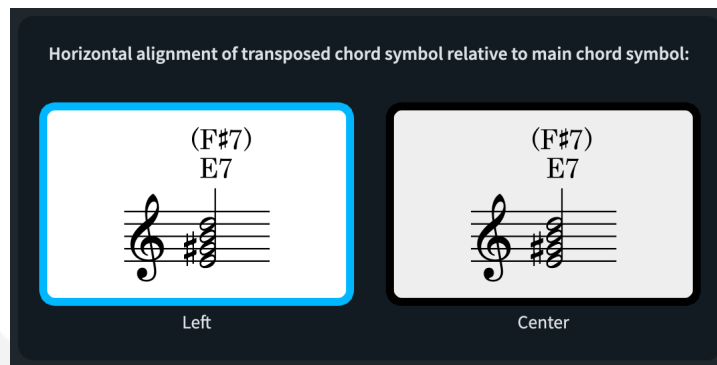 Horizontal alignment of transposed chord symbol relative to main chord symbol:
(F♯7)
E7
(F♯7)
E7
Left
Center